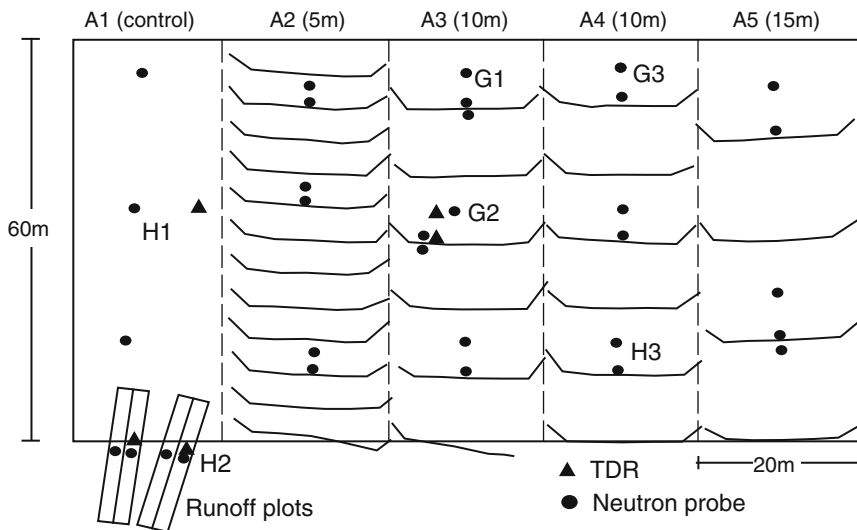 A1 (control) A2 (5m) A3 (10m) A4 (10m) A5 (15m)
G1 G3
60m H1 G2
H3
H2
Runoff plots
TDR
Neutron probe
20m